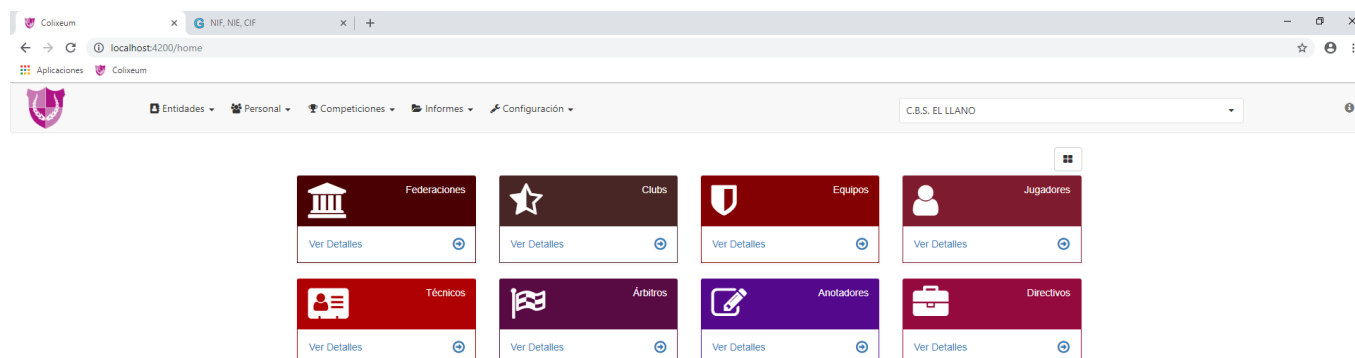 Colixeum
NIF, NIE, CIF
localhost:4200/home
Aplicaciones
Colixeum
Entidades
Personal
Competiciones
Informes
Configuración
C.B.S. EL LLANO
Federaciones
Clubs
Equipos
Jugadores
Ver Detalles
Ver Detalles
Ver Detalles
Ver Detalles
Técnicos
Árbitros
Anotadores
Directivos
Ver Detalles
Ver Detalles
Ver Detalles
Ver Detalles